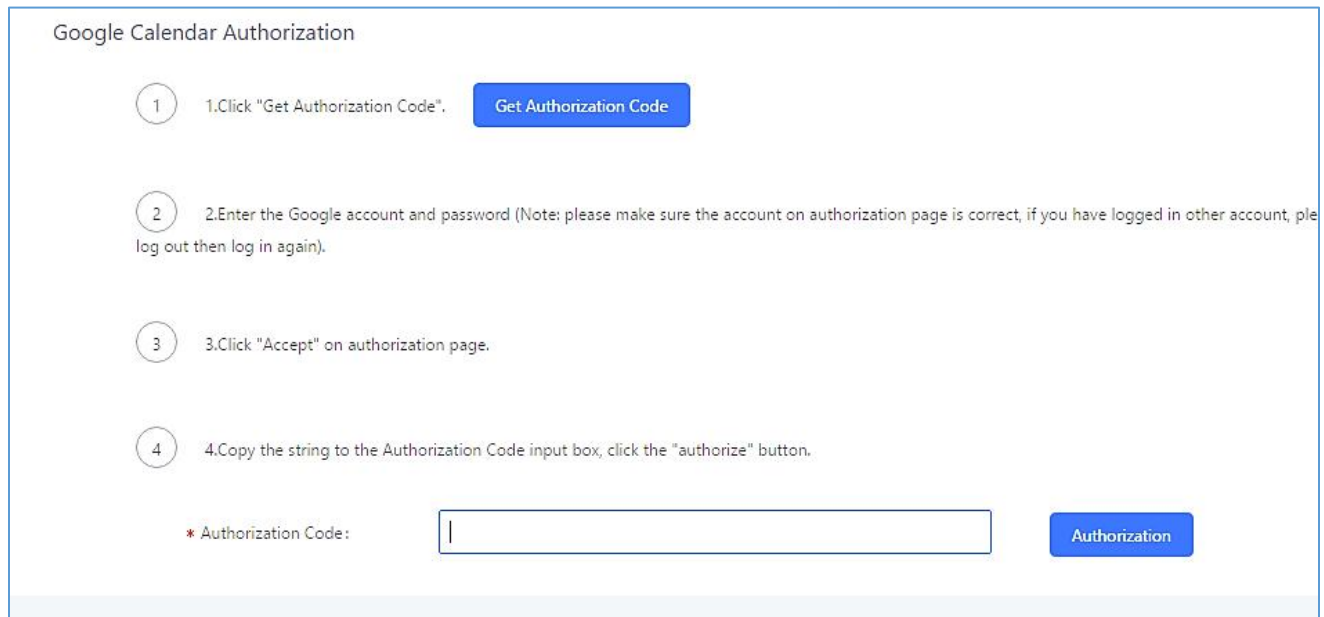 Google Calendar Authorization
1 1.Click "Get Authorization Code". Get Authorization Code
2 2.Enter the Google account and password (Note: please make sure the account on authorization page is correct, if you have logged in other account, ple
log out then log in again).
3 3.Click "Accept" on authorization page.
4 4.Copy the string to the Authorization Code input box, click the "authorize" button.
* Authorization Code: Authorization